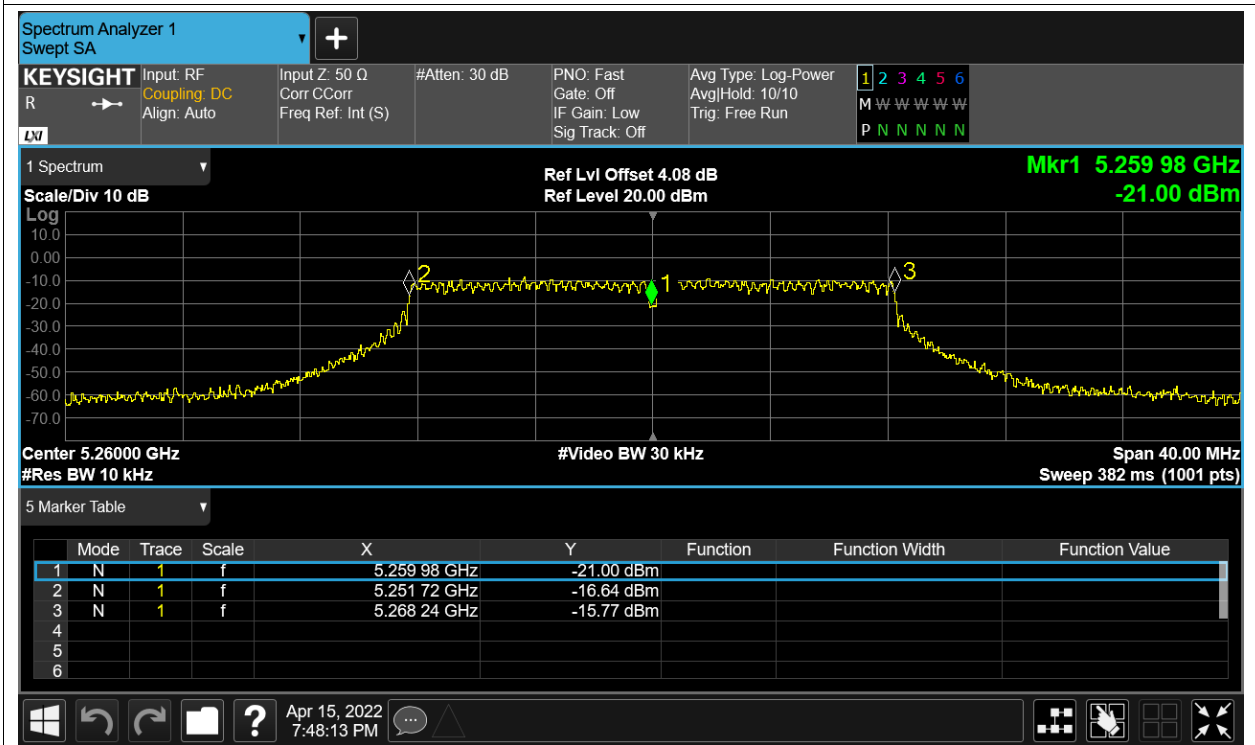 Spectrum Analyzer 1
Swept SA
+
KEYSIGHT Input: RF Input Z: 50 Ω #Atten: 30 dB PNO: Fast Avg Type: Log-Power 1 2 3 4 5 6
R Coupling: DC Corr CCorr Gate: Off Avg|Hold: 10/10 M W W W W W
Align: Auto Freq Ref: Int (S) IF Gain: Low Trig: Free Run
LXI Sig Track: Off P N N N N N
1 Spectrum Ref Lvl Offset 4.08 dB Mkr1 5.259 98 GHz
Scale/Div 10 dB Ref Level 20.00 dBm -21.00 dBm
Log
10.0
0.00
-10.0 2 1 3
-20.0
-30.0
-40.0
-50.0
-60.0
-70.0
Center 5.26000 GHz #Video BW 30 kHz Span 40.00 MHz
#Res BW 10 kHz Sweep 382 ms (1001 pts)
5 Marker Table
Mode Trace Scale X Y Function Function Width Function Value
1 N 1 f 5.259 98 GHz -21.00 dBm
2 N 1 f 5.251 72 GHz -16.64 dBm
3 N 1 f 5.268 24 GHz -15.77 dBm
4
5
6
? Apr 15, 2022
7:48:13 PM